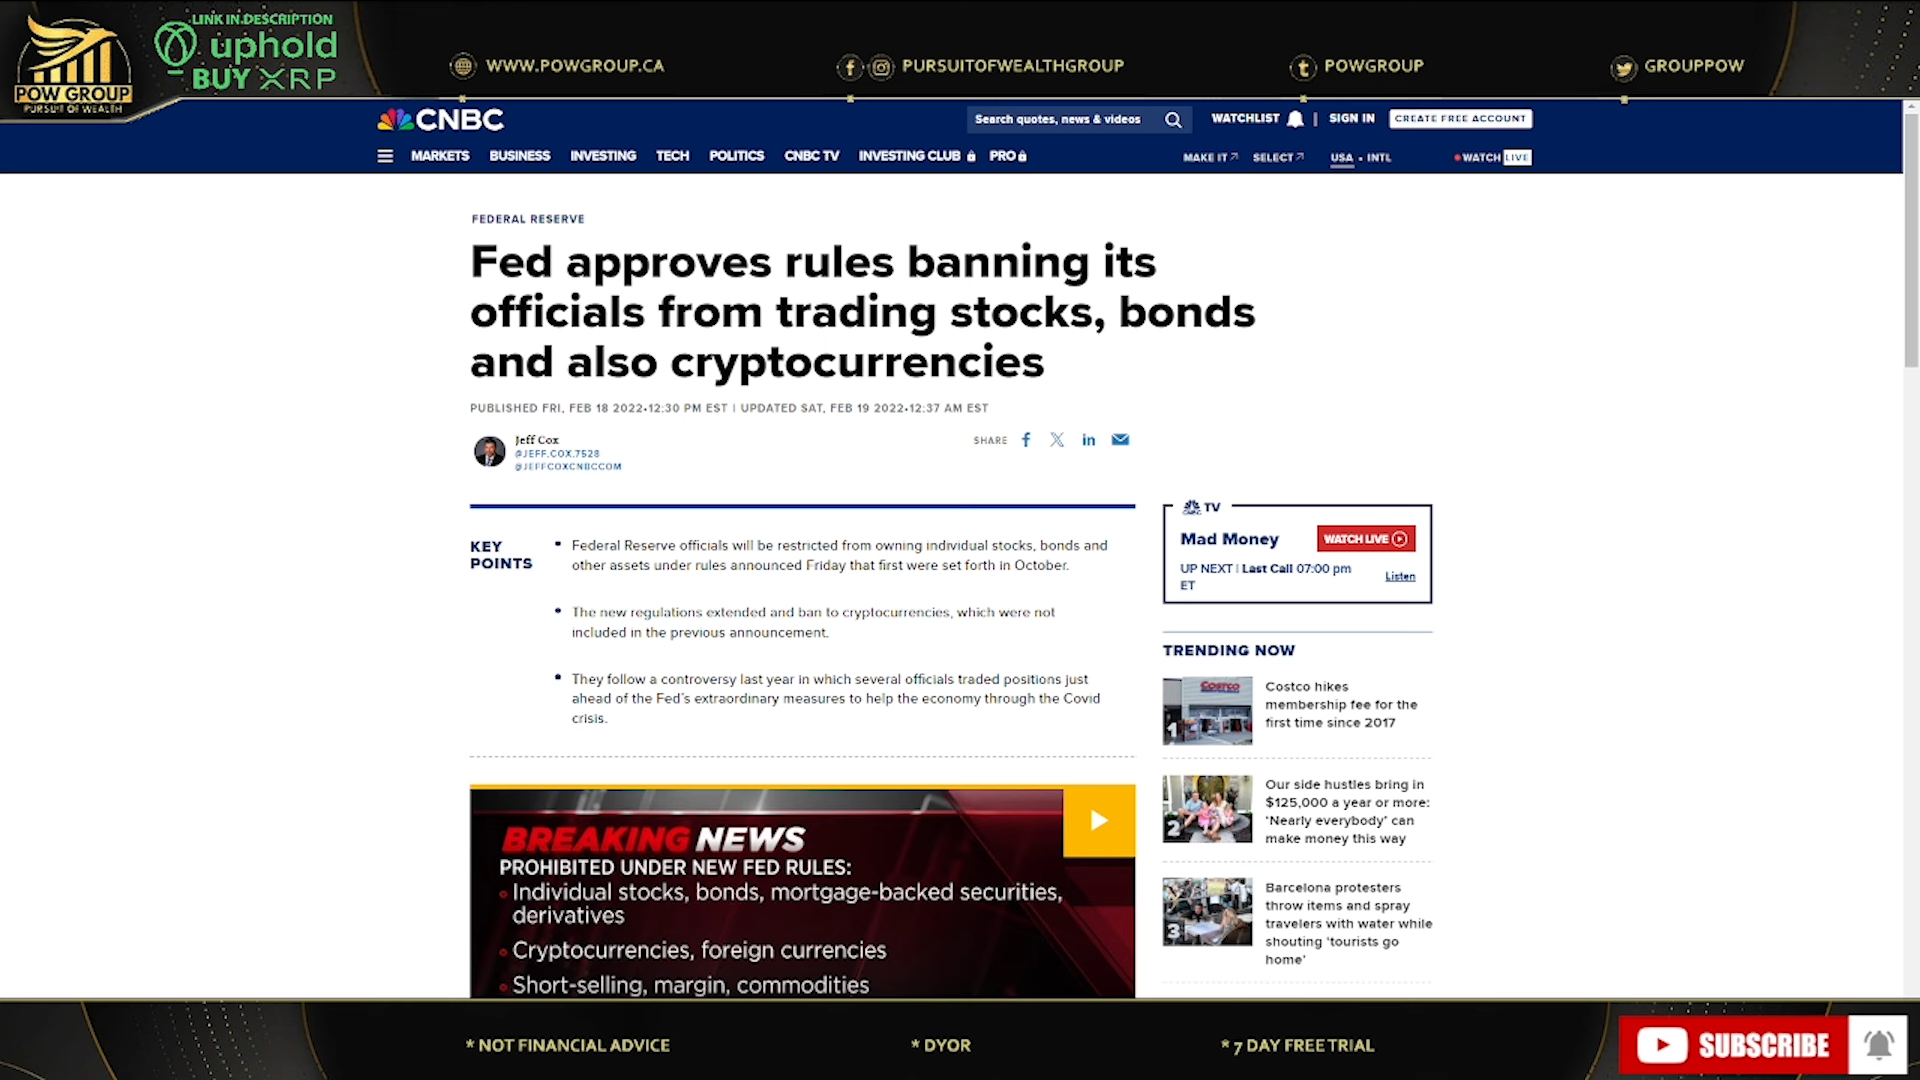 LINK IN DESCRIPTION
uphold
BUY XRP
POW GROUP
PURSUIT OF WEALTH
WWW.POWGROUP.CA
PURSUITOFWEALTHGROUP
POWGROUP
GROUPPOW
CNBC
Search quotes, news & videos
WATCHLIST
SIGN IN
CREATE FREE ACCOUNT
MARKETS BUSINESS INVESTING TECH POLITICS CNBC TV INVESTING CLUB PRO
MAKE IT SELECT USA • INTL WATCH LIVE
FEDERAL RESERVE
Fed approves rules banning its
officials from trading stocks, bonds
and also cryptocurrencies
PUBLISHED FRI, FEB 18 2022•12:30 PM EST | UPDATED SAT, FEB 19 2022•12:37 AM EST
Jeff Cox
@JEFF.COX.7528
@JEFFCOXCNBCCOM
SHARE
KEY
POINTS
Federal Reserve officials will be restricted from owning individual stocks, bonds and
other assets under rules announced Friday that first were set forth in October.
The new regulations extended and ban to cryptocurrencies, which were not
included in the previous announcement.
They follow a controversy last year in which several officials traded positions just
ahead of the Fed's extraordinary measures to help the economy through the Covid
crisis.
BREAKING NEWS
PROHIBITED UNDER NEW FED RULES:
Individual stocks, bonds, mortgage-backed securities,
derivatives
Cryptocurrencies, foreign currencies
Short-selling, margin, commodities
CNBC TV
Mad Money
WATCH LIVE
UP NEXT | Last Call 07:00 pm
ET
Listen
TRENDING NOW
COSTCO
1
Costco hikes
membership fee for the
first time since 2017
2
Our side hustles bring in
$125,000 a year or more:
'Nearly everybody' can
make money this way
3
Barcelona protesters
throw items and spray
travelers with water while
shouting 'tourists go
home'
* NOT FINANCIAL ADVICE
* DYOR
* 7 DAY FREE TRIAL
SUBSCRIBE